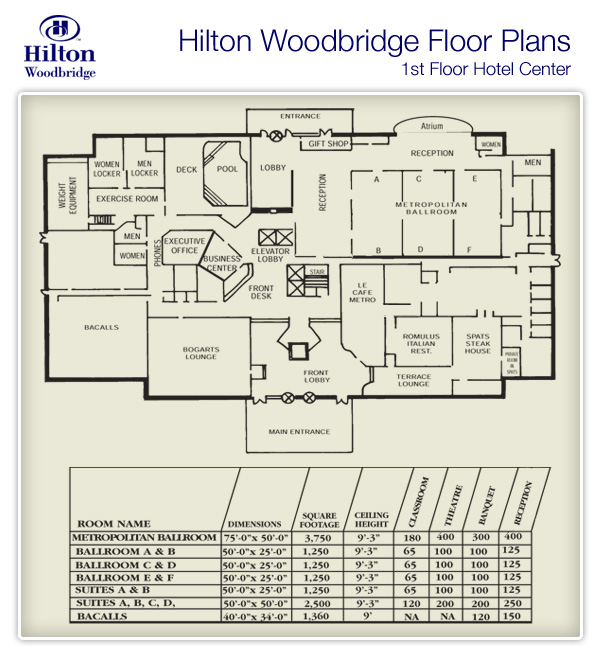 Hilton
Woodbridge
Hilton Woodbridge Floor Plans
1st Floor Hotel Center
ENTRANCE
GIFT SHOP
Atrium
RECEPTION
WOMEN
MEN
WOMEN LOCKER
MEN LOCKER
DECK
POOL
LOBBY
RECEPTION
WEIGHT EQUIPMENT
EXERCISE ROOM
A
C
E
METROPOLITAN
BALLROOM
B
D
F
MEN
WOMEN
PHONES
EXECUTIVE OFFICE
BUSINESS CENTER
ELEVATOR LOBBY
STAIR
FRONT DESK
LE CAFE METRO
BACALLS
BOGARTS LOUNGE
FRONT LOBBY
ROMULUS ITALIAN REST.
SPATS STEAK HOUSE
PRIVATE ROOM IN SPATS
TERRACE LOUNGE
MAIN ENTRANCE
ROOM NAME DIMENSIONS SQUARE FOOTAGE CEILING HEIGHT CLASSROOM THEATRE BANQUET RECEPTION
METROPOLITAN BALLROOM 75'-0"x 50'-0" 3,750 9'-3" 180 400 300 400
BALLROOM A & B 50'-0"x 25'-0" 1,250 9'-3" 65 100 100 125
BALLROOM C & D 50'-0"x 25'-0" 1,250 9'-3" 65 100 100 125
BALLROOM E & F 50'-0"x 25'-0" 1,250 9'-3" 65 100 100 125
SUITES A & B 50'-0"x 25'-0" 1,250 9'-3" 65 100 100 125
SUITES A, B, C, D, 50'-0"x 50'-0" 2,500 9'-3" 120 200 200 250
BACALLS 40'-0"x 34'-0" 1,360 9' NA NA 120 150